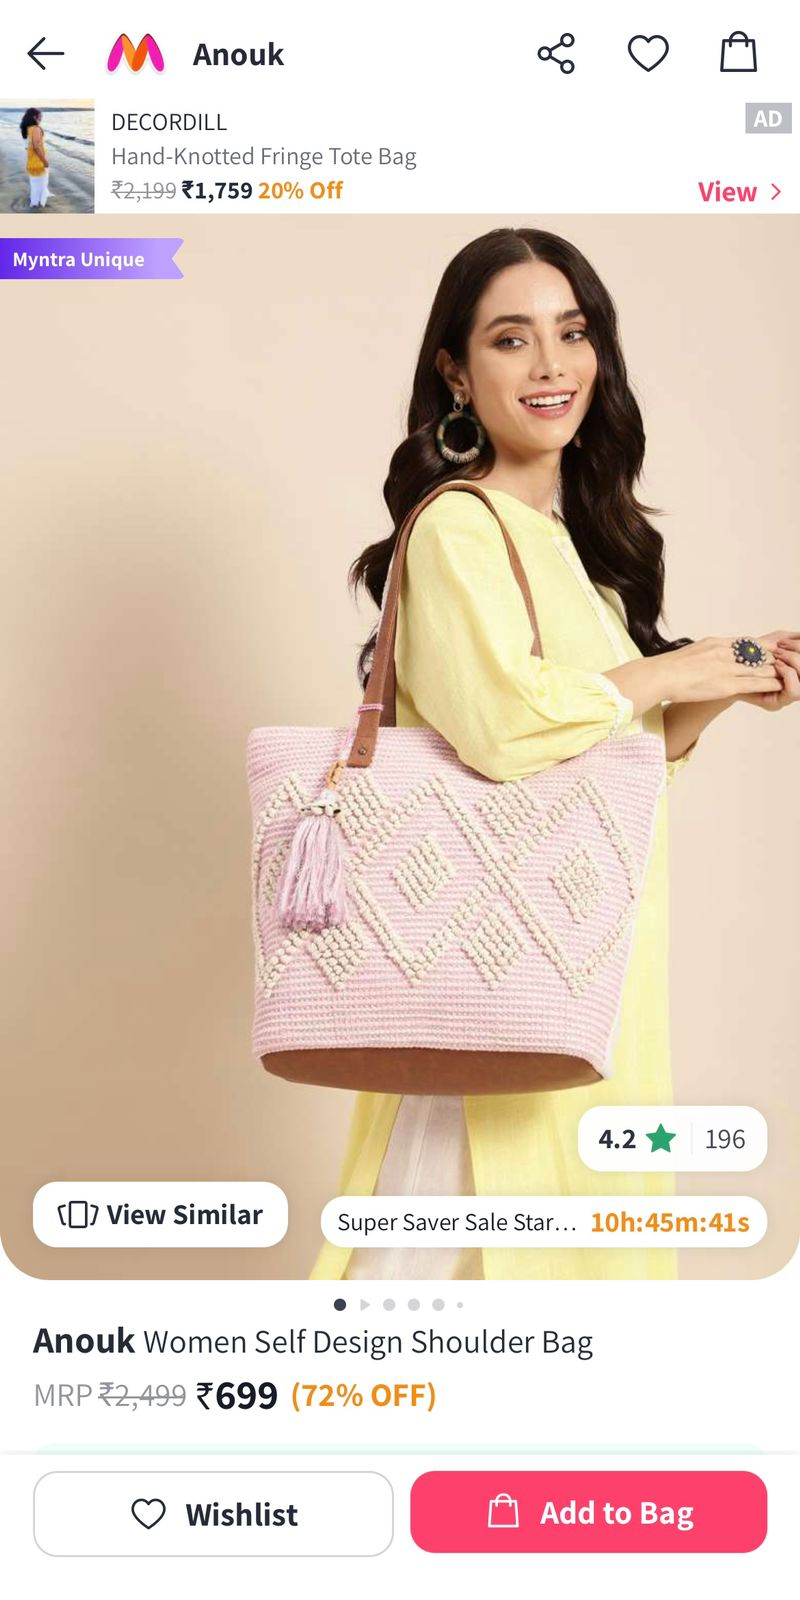 Anouk
DECORDILL
AD
Hand-Knotted Fringe Tote Bag
₹2,199 ₹1,759 20% Off
View
Myntra Unique
4.2 196
View Similar
Super Saver Sale Star... 10h:45m:41s
Anouk Women Self Design Shoulder Bag
MRP ₹2,499 ₹699 (72% OFF)
Wishlist
Add to Bag